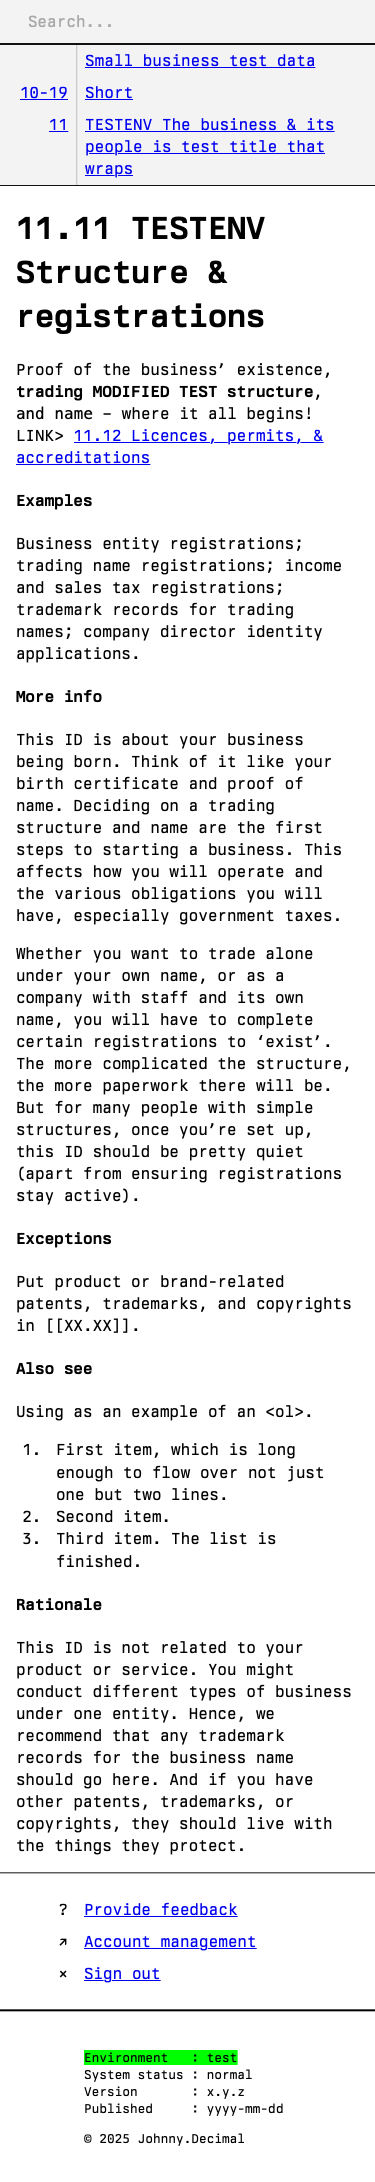 Search...
Small business test data
10-19 Short
11 TESTENV The business & its
people is test title that
wraps
11.11 TESTENV
Structure &
registrations
Proof of the business’ existence,
trading MODIFIED TEST structure,
and name – where it all begins!
LINK> 11.12 Licences, permits, &
accreditations
Examples
Business entity registrations;
trading name registrations; income
and sales tax registrations;
trademark records for trading
names; company director identity
applications.
More info
This ID is about your business
being born. Think of it like your
birth certificate and proof of
name. Deciding on a trading
structure and name are the first
steps to starting a business. This
affects how you will operate and
the various obligations you will
have, especially government taxes.
Whether you want to trade alone
under your own name, or as a
company with staff and its own
name, you will have to complete
certain registrations to ‘exist’.
The more complicated the structure,
the more paperwork there will be.
But for many people with simple
structures, once you’re set up,
this ID should be pretty quiet
(apart from ensuring registrations
stay active).
Exceptions
Put product or brand-related
patents, trademarks, and copyrights
in [[XX.XX]].
Also see
Using as an example of an <ol>.
1. First item, which is long
enough to flow over not just
one but two lines.
2. Second item.
3. Third item. The list is
finished.
Rationale
This ID is not related to your
product or service. You might
conduct different types of business
under one entity. Hence, we
recommend that any trademark
records for the business name
should go here. And if you have
other patents, trademarks, or
copyrights, they should live with
the things they protect.
? Provide feedback
↗ Account management
× Sign out
Environment : test
System status : normal
Version : x.y.z
Published : yyyy-mm-dd
© 2025 Johnny.Decimal